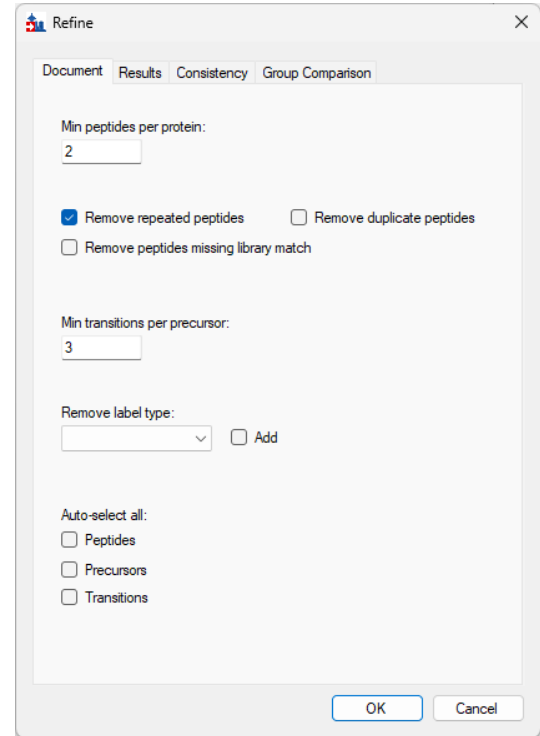 Refine
Document Results Consistency Group Comparison
Min peptides per protein:
2
Remove repeated peptides Remove duplicate peptides
Remove peptides missing library match
Min transitions per precursor:
3
Remove label type:
Add
Auto-select all:
Peptides
Precursors
Transitions
OK Cancel